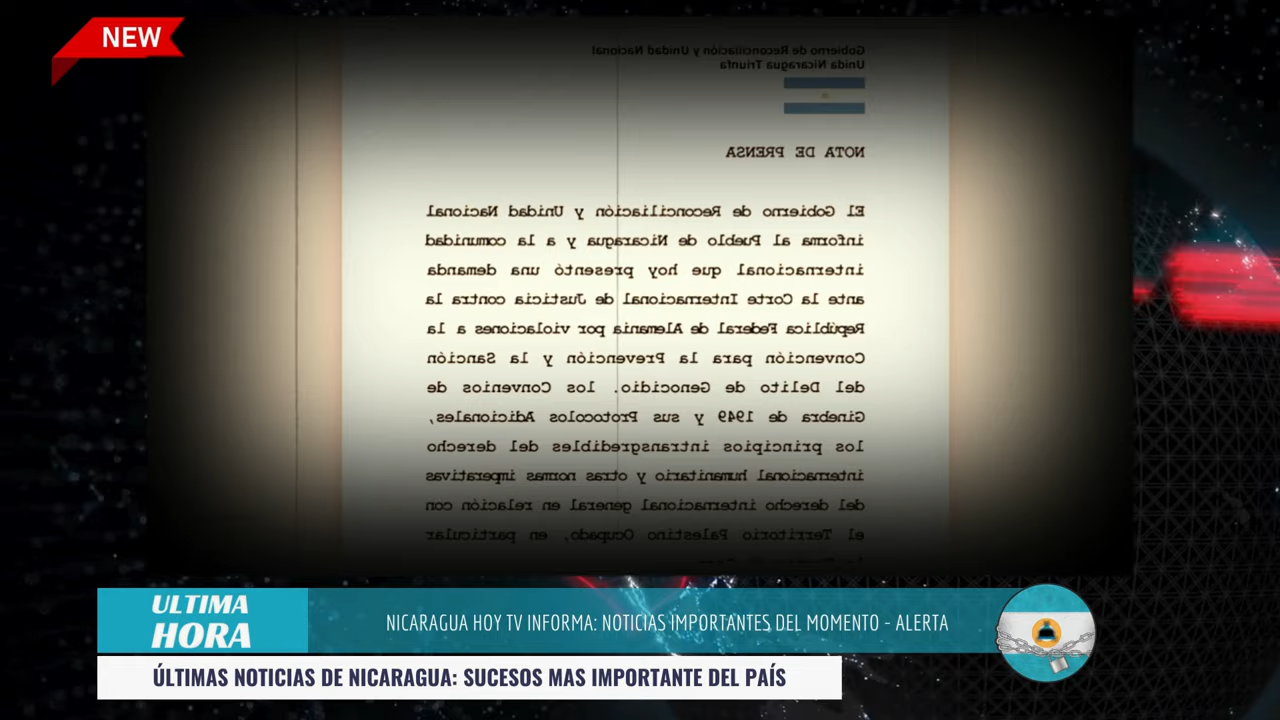 NEW
Gobierno de Reconciliación y Unidad Nacional
Unida Nicaragua Triunfa
NOTA DE PRENSA
El Gobierno de Reconciliación y Unidad Nacional
informa al Pueblo de Nicaragua y a la comunidad
internacional que hoy presentó una demanda
ante la Corte Internacional de Justicia contra la
República Federal de Alemania por violaciones a la
Convención para la Prevención y la Sanción
del Delito de Genocidio, los Convenios de
Ginebra de 1949 y sus Protocolos Adicionales,
los principios intransgredibles del derecho
internacional humanitario y otras normas imperativas
del derecho internacional general en relación con
el Territorio Palestino Ocupado, en particular
ULTIMA
HORA
NICARAGUA HOY TV INFORMA: NOTICIAS IMPORTANTES DEL MOMENTO - ALERTA
ÚLTIMAS NOTICIAS DE NICARAGUA: SUCESOS MAS IMPORTANTE DEL PAÍS